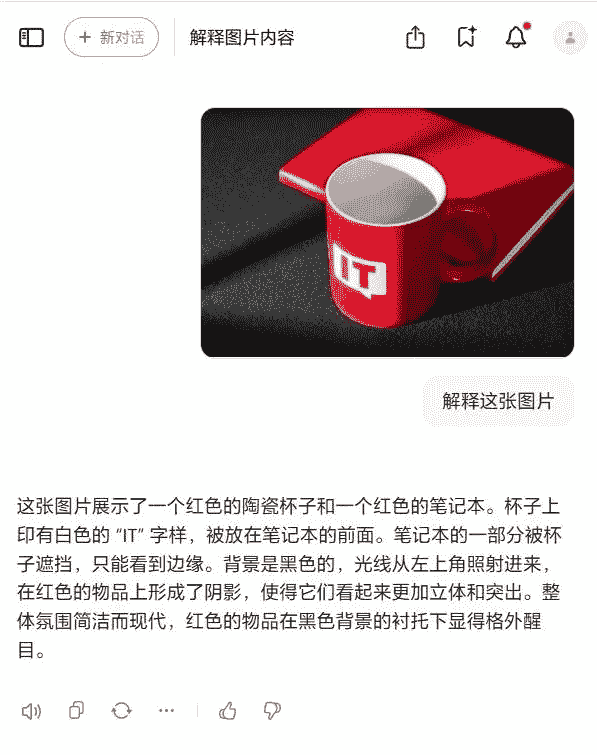 新对话
解释图片内容
IT
解释这张图片
这张图片展示了一个红色的陶瓷杯子和一个红色的笔记本。杯子上
印有白色的 “IT” 字样，被放在笔记本的前面。笔记本的一部分被杯
子遮挡，只能看到边缘。背景是黑色的，光线从左上角照射进来，
在红色的物品上形成了阴影，使得它们看起来更加立体和突出。整
体氛围简洁而现代，红色的物品在黑色背景的衬托下显得格外醒
目。